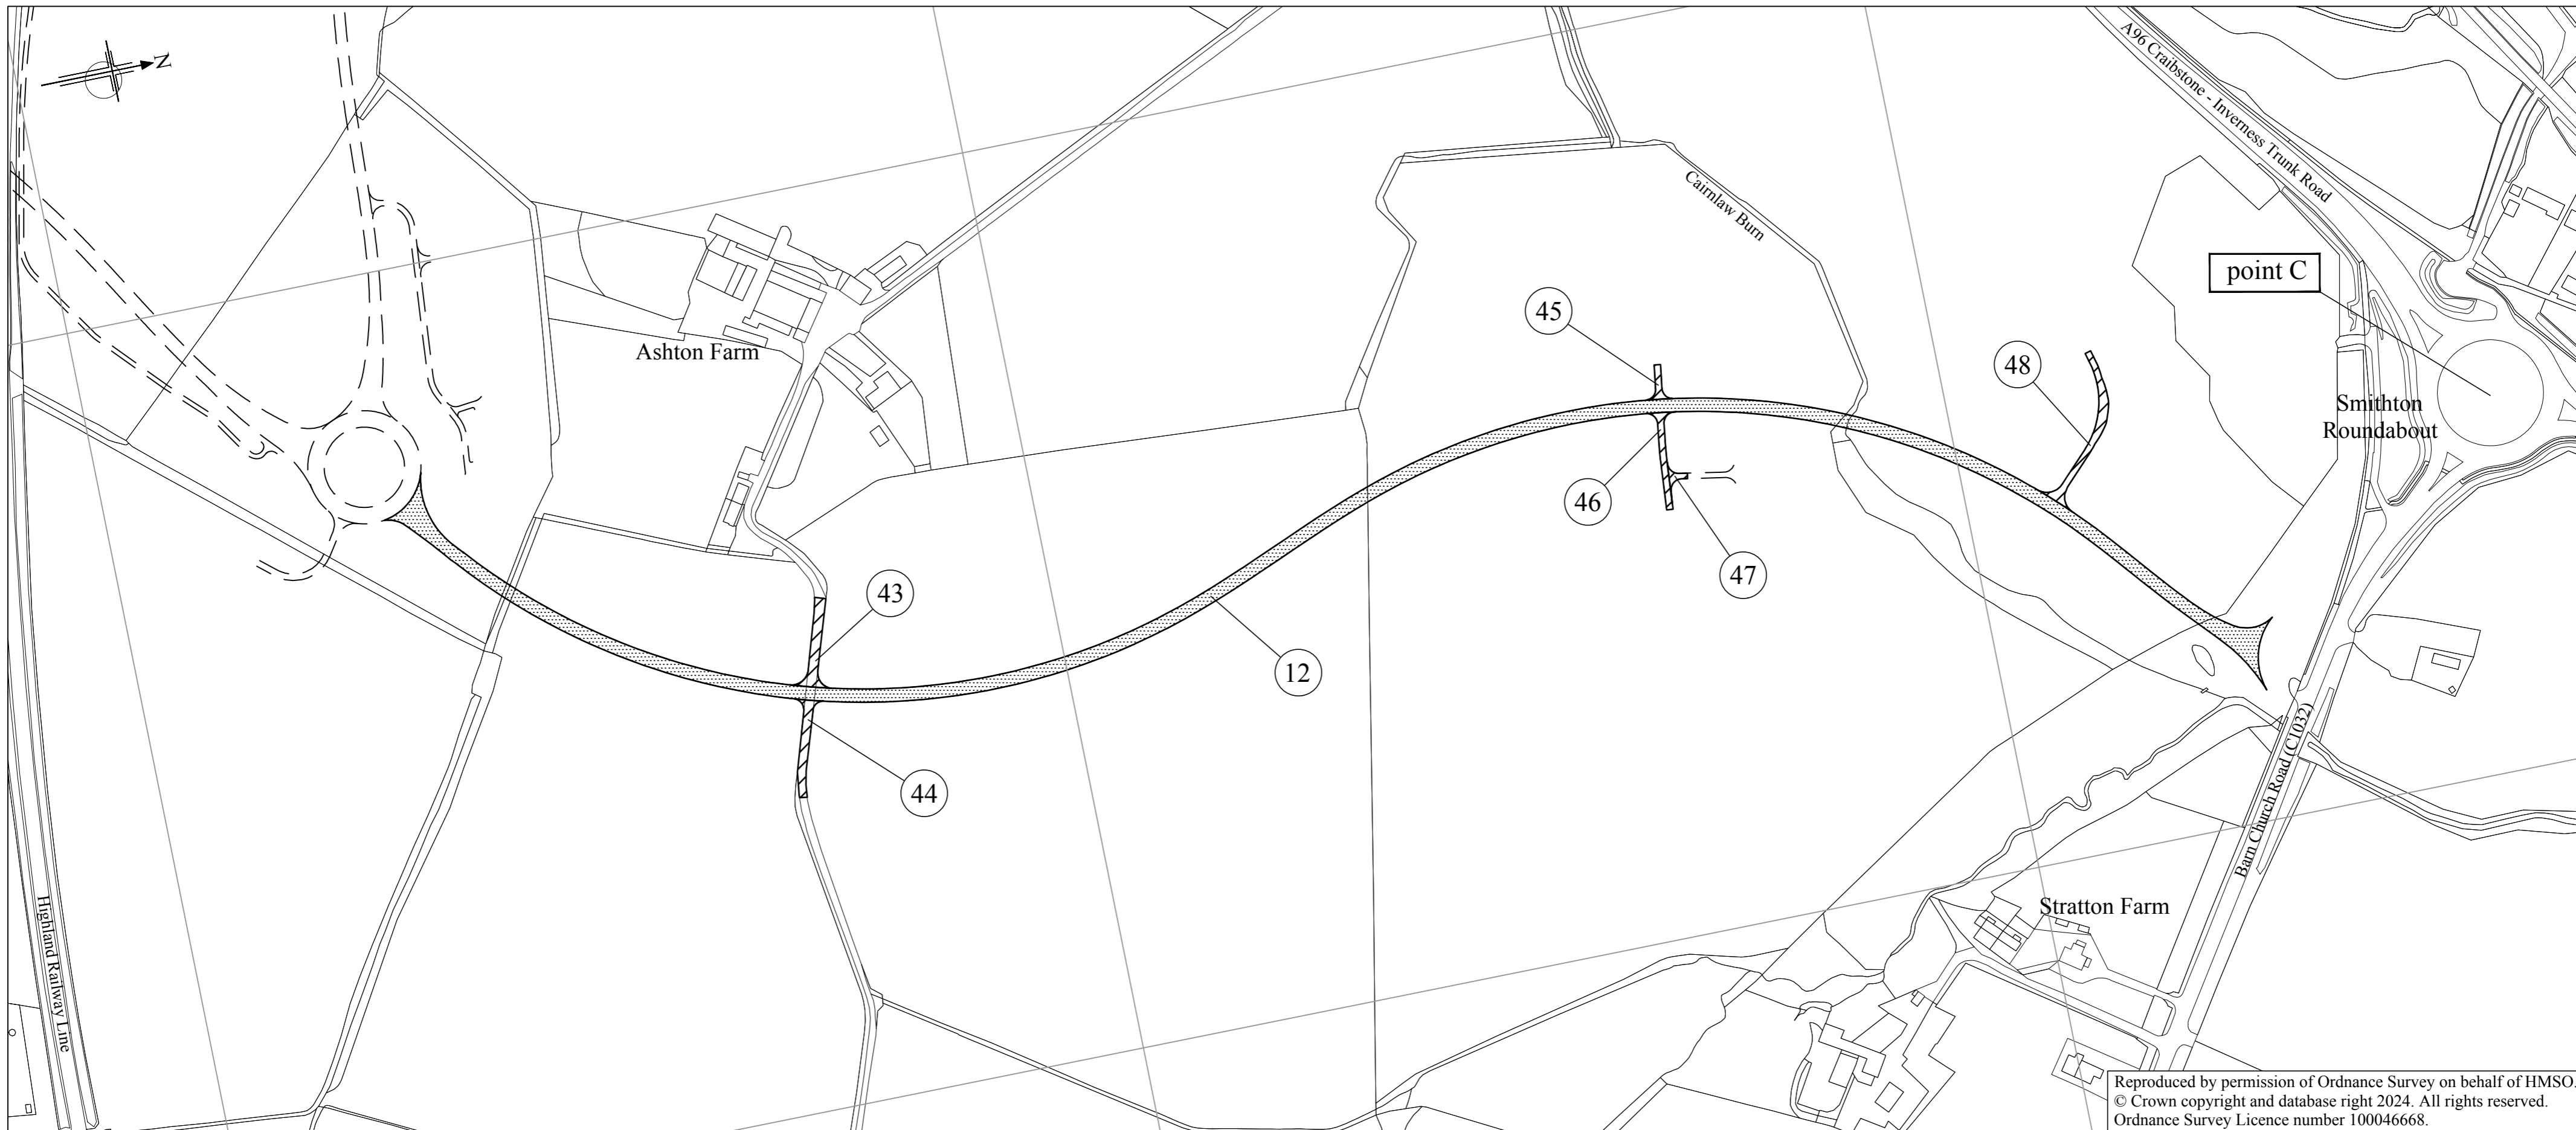 N
A96 Craibstone - Inverness Trunk Road
Cairnlaw Burn
point C
45
Ashton Farm
48
Smithton
Roundabout
46
47
43
12
44
Barn Church Road (C1032)
Stratton Farm
Highland Railway Line
Reproduced by permission of Ordnance Survey on behalf of HMSO.
© Crown copyright and database right 2024. All rights reserved.
Ordnance Survey Licence number 100046668.